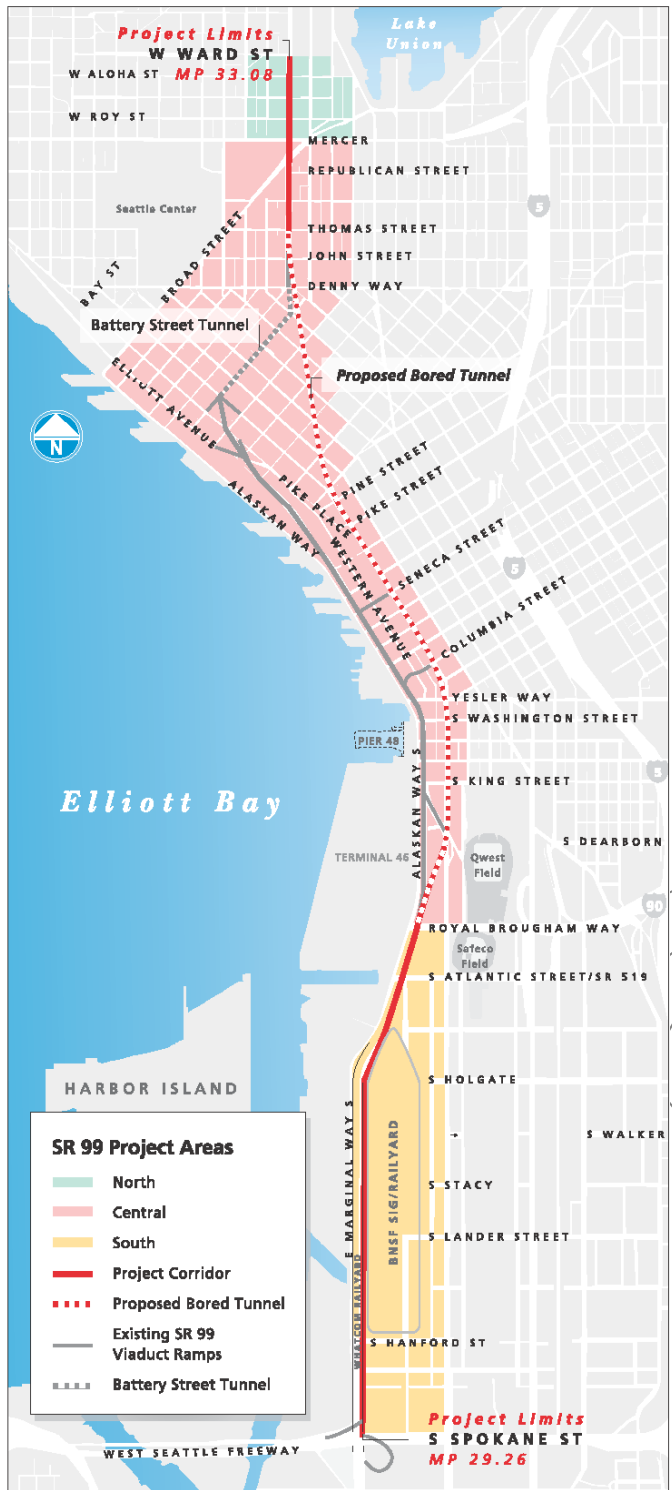 Lake
Union
Project Limits
W WARD ST
MP 33.08
W ALOHA ST
W ROY ST
MERCER
REPUBLICAN STREET
Seattle Center
5
THOMAS STREET
BROAD STREET
JOHN STREET
BAY ST
DENNY WAY
Battery Street Tunnel
Proposed Bored Tunnel
ELLIOTT AVENUE
N
PINE STREET
PIKE STREET
PIKE PLACE
ALASKAN WAY
WESTERN AVENUE
SENECA STREET
5
COLUMBIA STREET
YESLER WAY
S WASHINGTON STREET
PIER 48
ALASKAN WAY S
S KING STREET
5
Elliott Bay
S DEARBORN
TERMINAL 46
Qwest
Field
90
ROYAL BROUGHAM WAY
Safeco
Field
S ATLANTIC STREET/SR 519
HARBOR ISLAND
S HOLGATE
E MARGINAL WAY S
BNSF SIG/RAILYARD
S WALKER
S STACY
S LANDER STREET
WHATCOM RAILYARD
S HANFORD ST
SR 99 Project Areas
North
Central
South
Project Corridor
Proposed Bored Tunnel
Existing SR 99
Viaduct Ramps
Battery Street Tunnel
Project Limits
S SPOKANE ST
MP 29.26
WEST SEATTLE FREEWAY